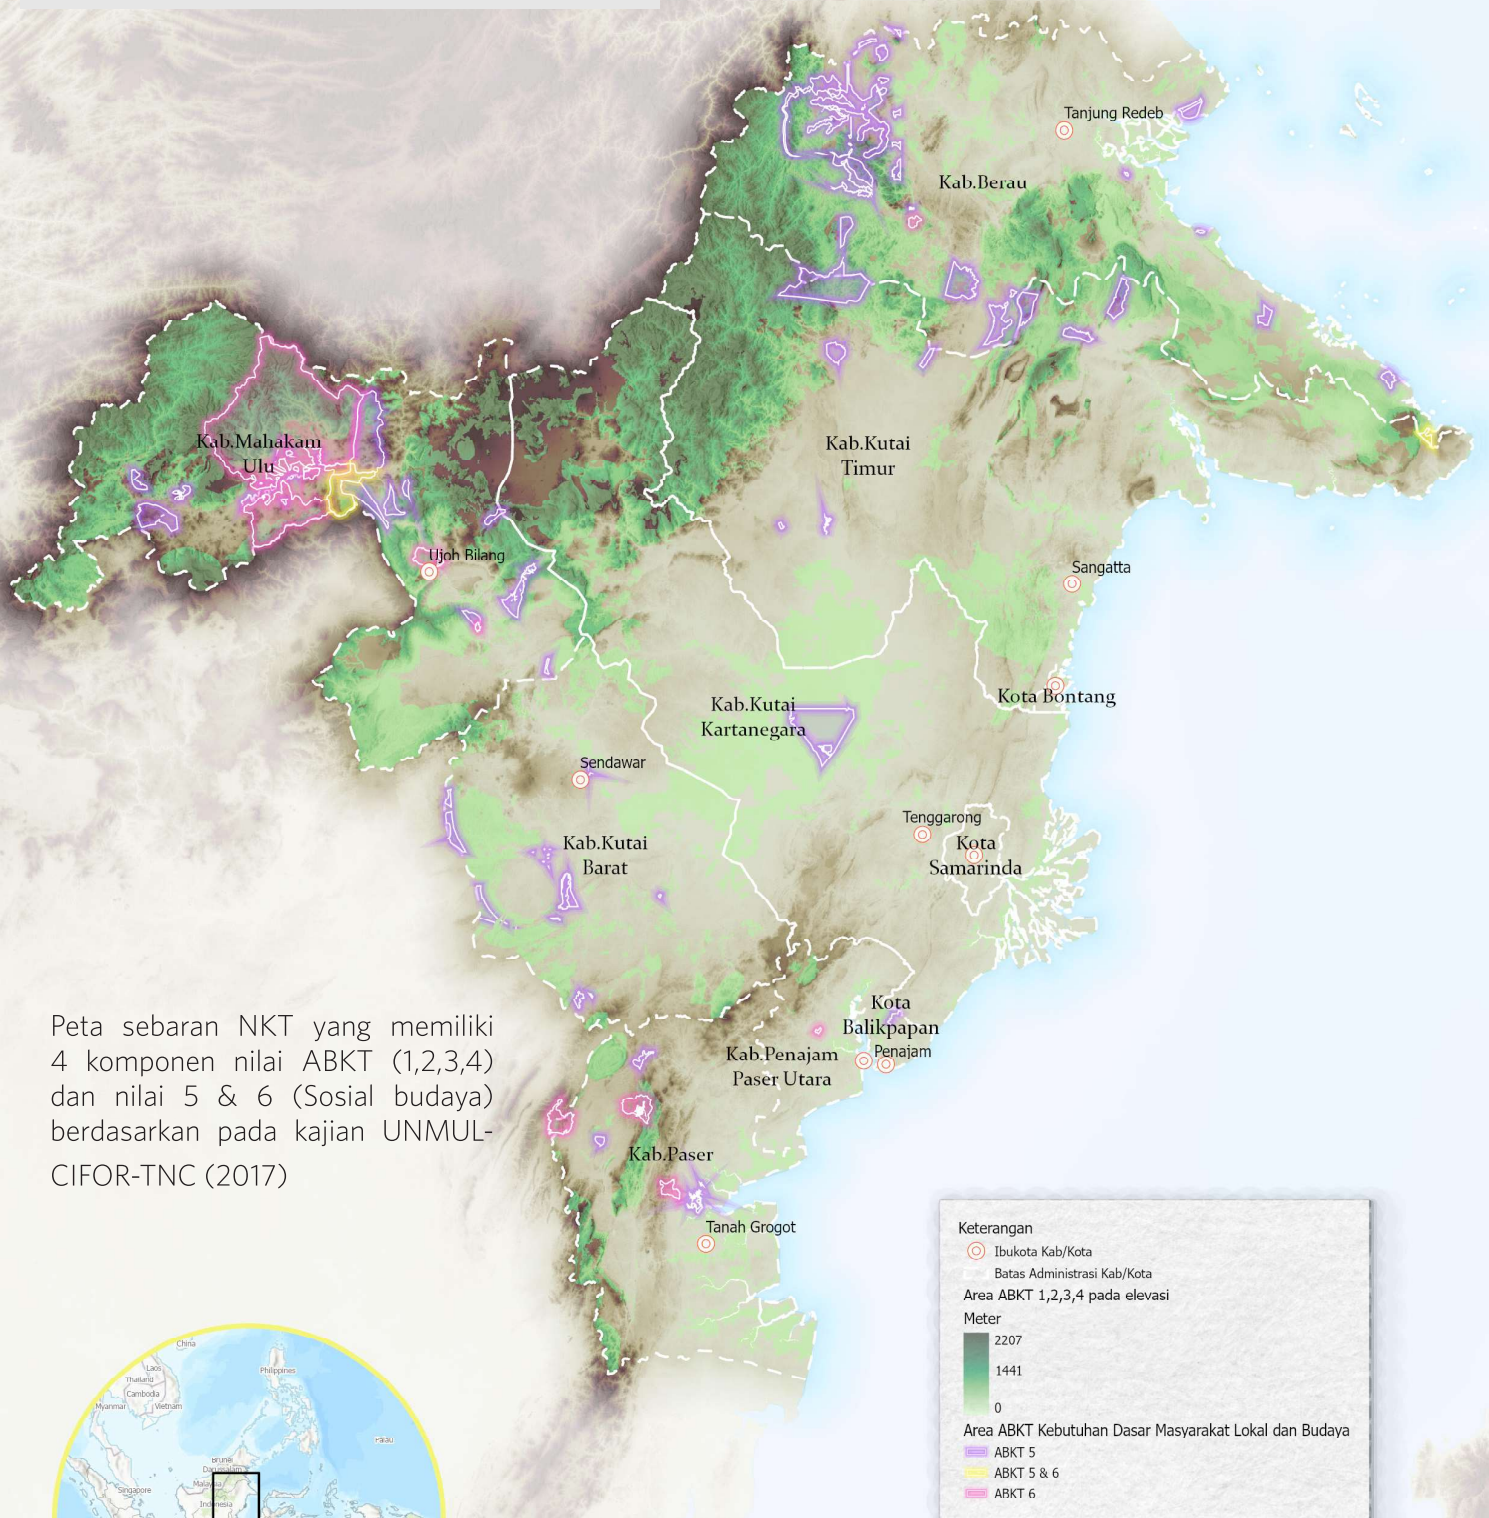 Tanjung Redeb
Kab.Berau
Kab.Mahakam
Ulu
Kab.Kutai
Timur
Ujoh Bilang
Sangatta
Kota Bontang
Kab.Kutai
Kartanegara
Sendawar
Tenggarong
Kota
Samarinda
Kab.Kutai
Barat
Kota
Balikpapan
Penajam
Kab.Penajam
Paser Utara
Kab.Paser
Tanah Grogot
Peta sebaran NKT yang memiliki
4 komponen nilai ABKT (1,2,3,4)
dan nilai 5 & 6 (Sosial budaya)
berdasarkan pada kajian UNMUL-
CIFOR-TNC (2017)
Keterangan
Ibukota Kab/Kota
Batas Administrasi Kab/Kota
Area ABKT 1,2,3,4 pada elevasi
Meter
2207
1441
0
Area ABKT Kebutuhan Dasar Masyarakat Lokal dan Budaya
ABKT 5
ABKT 5 & 6
ABKT 6
China
Laos
Thailand
Cambodia
Myanmar
Vietnam
Philippines
Palau
Brunei
Darussalam
Malaysia
Singapore
Indonesia